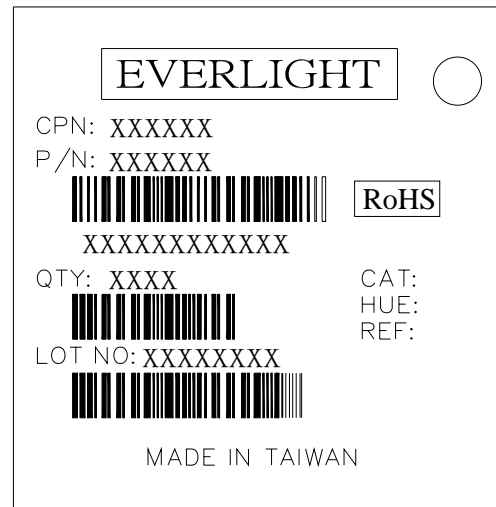 EVERLIGHT
CPN: XXXXXX
P/N: XXXXXX
RoHS
XXXXXXXXXXXX
QTY: XXXX
CAT:
HUE:
REF:
LOT NO: XXXXXXXX
MADE IN TAIWAN